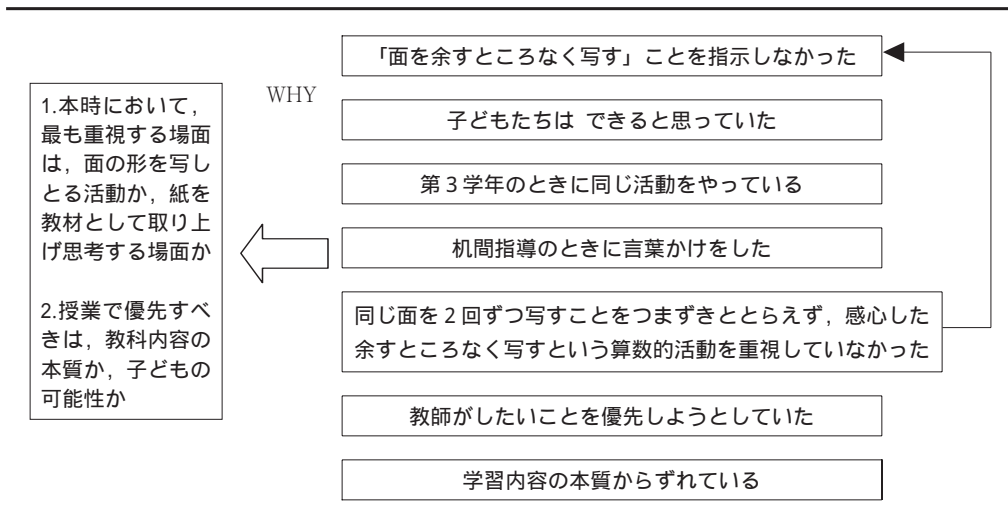 「面を余すところなく写す」ことを指示しなかった
WHY
子どもたちは できると思っていた
第3学年のときに同じ活動をやっている
机間指導のときに言葉かけをした
同じ面を2回ずつ写すことをつまずきととらえず，感心した
余すところなく写すという算数的活動を重視していなかった
教師がしたいことを優先しようとしていた
学習内容の本質からずれている
1.本時において，
最も重視する場面
は，面の形を写し
とる活動か，紙を
教材として取り上
げ思考する場面か
2.授業で優先すべ
きは，教科内容の
本質か，子どもの
可能性か